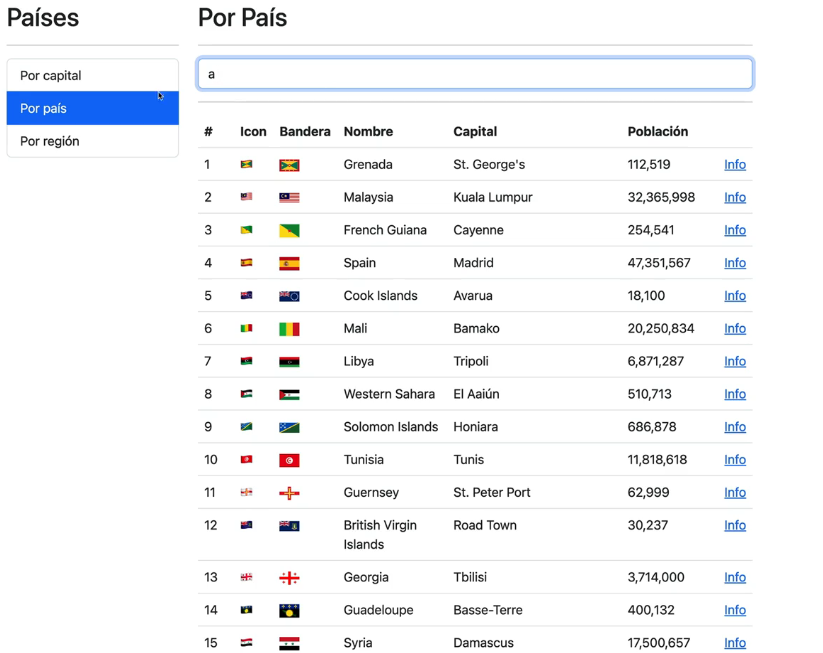 Países
Por País
Por capital
Por país
Por región
a
# Icon Bandera Nombre Capital Población
1 Grenada St. George's 112,519 Info
2 Malaysia Kuala Lumpur 32,365,998 Info
3 French Guiana Cayenne 254,541 Info
4 Spain Madrid 47,351,567 Info
5 Cook Islands Avarua 18,100 Info
6 Mali Bamako 20,250,834 Info
7 Libya Tripoli 6,871,287 Info
8 Western Sahara El Aaiún 510,713 Info
9 Solomon Islands Honiara 686,878 Info
10 Tunisia Tunis 11,818,618 Info
11 Guernsey St. Peter Port 62,999 Info
12 British Virgin Road Town 30,237 Info
Islands
13 Georgia Tbilisi 3,714,000 Info
14 Guadeloupe Basse-Terre 400,132 Info
15 Syria Damascus 17,500,657 Info